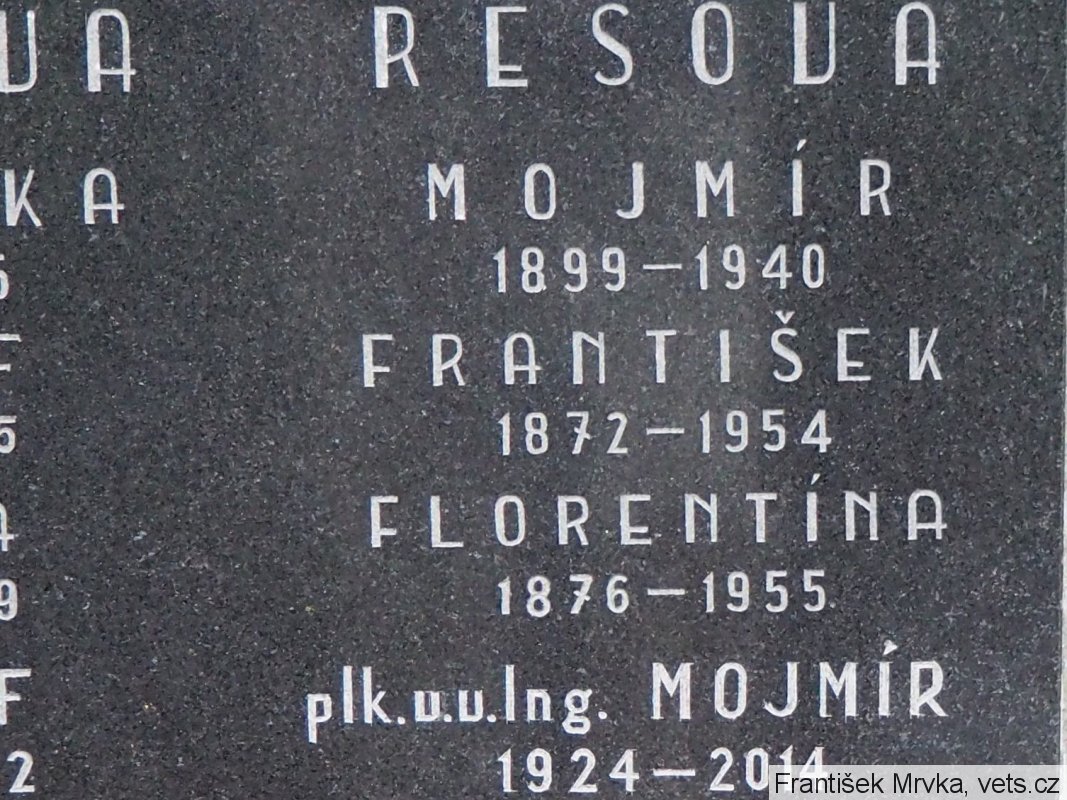 RESOVA
MOJMÍR
1899–1940
FRANTIŠEK
1872–1954
FLORENTÍNA
1876–1955
plk.v.v.Ing. MOJMÍR
1924–2014
František Mrvka, vets.cz